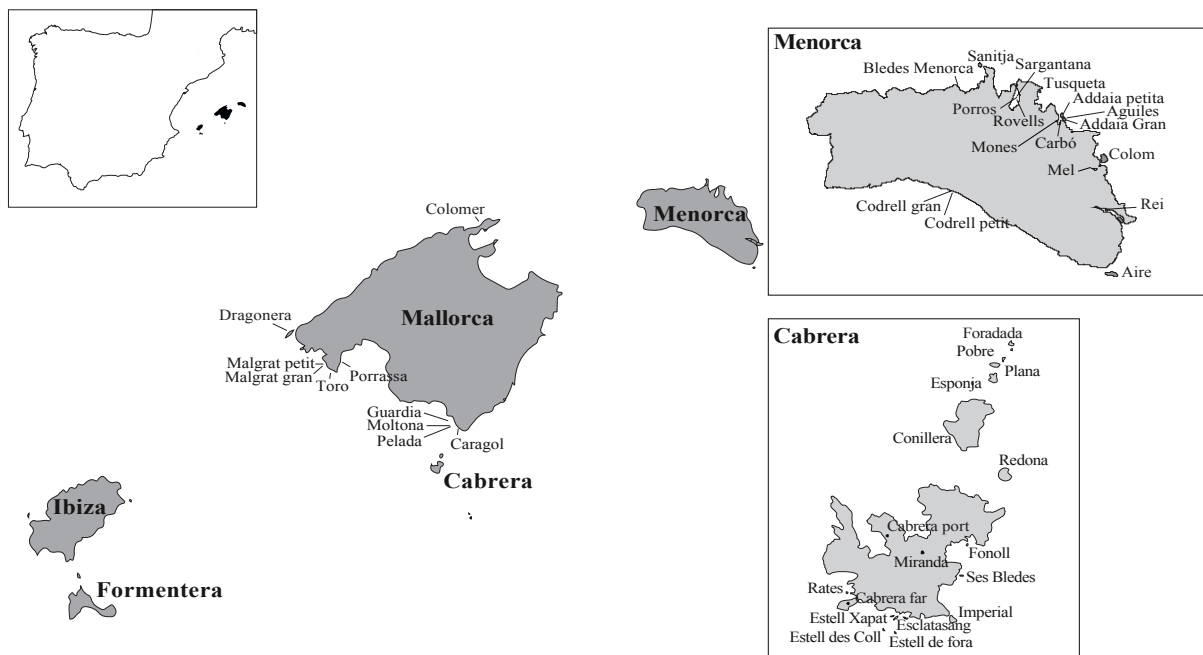 Menorca
Sanitja
Sargantana
Bledes Menorca
Tusqueta
Addaia petita
Porros
Aguiles
Rovells
Addaia Gran
Mones
Carbó
Colom
Mel
Codrell gran
Rei
Codrell petit
Aire
Colomer
Menorca
Mallorca
Dragonera
Malgrat petit
Malgrat gran
Toro
Porrassa
Guardia
Moltona
Pelada
Caragol
Cabrera
Ibiza
Formentera
Cabrera
Foradada
Pobre
Plana
Esponja
Conillera
Redona
Cabrera port
Miranda
Fonoll
Ses Bledes
Rates
Cabrera far
Imperial
Estell Xapat
Esclatasang
Estell des Coll
Estell de fora